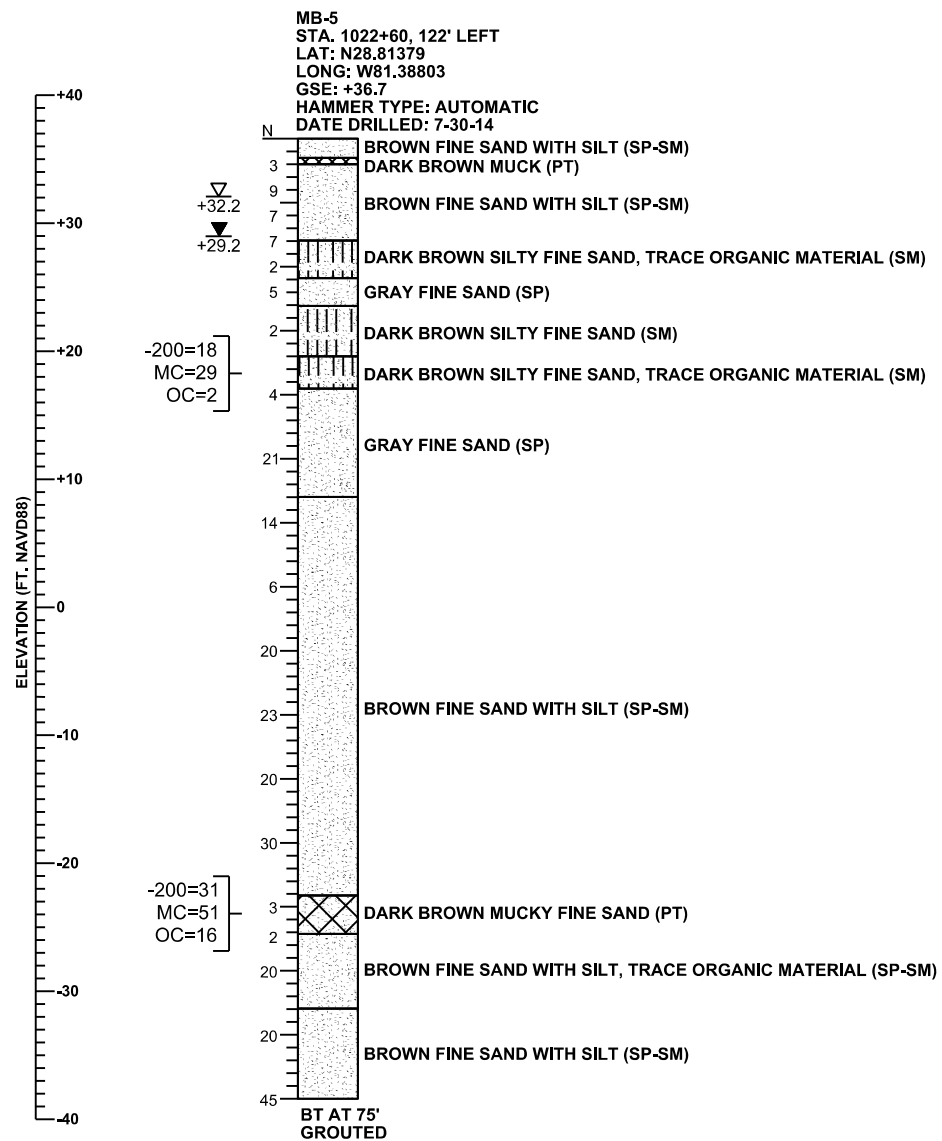 MB-5
STA. 1022+60, 122' LEFT
LAT: N28.81379
LONG: W81.38803
GSE: +36.7
HAMMER TYPE: AUTOMATIC
DATE DRILLED: 7-30-14
+40
+30
+20
+10
0
-10
-20
-30
-40
ELEVATION (FT. NAVD88)
+32.2
+29.2
-200=18
MC=29
OC=2
-200=31
MC=51
OC=16
N
3
9
7
7
2
5
2
4
21
14
6
20
23
20
30
3
2
20
20
45
BROWN FINE SAND WITH SILT (SP-SM)
DARK BROWN MUCK (PT)
BROWN FINE SAND WITH SILT (SP-SM)
DARK BROWN SILTY FINE SAND, TRACE ORGANIC MATERIAL (SM)
GRAY FINE SAND (SP)
DARK BROWN SILTY FINE SAND (SM)
DARK BROWN SILTY FINE SAND, TRACE ORGANIC MATERIAL (SM)
GRAY FINE SAND (SP)
BROWN FINE SAND WITH SILT (SP-SM)
DARK BROWN MUCKY FINE SAND (PT)
BROWN FINE SAND WITH SILT, TRACE ORGANIC MATERIAL (SP-SM)
BROWN FINE SAND WITH SILT (SP-SM)
BT AT 75'
GROUTED